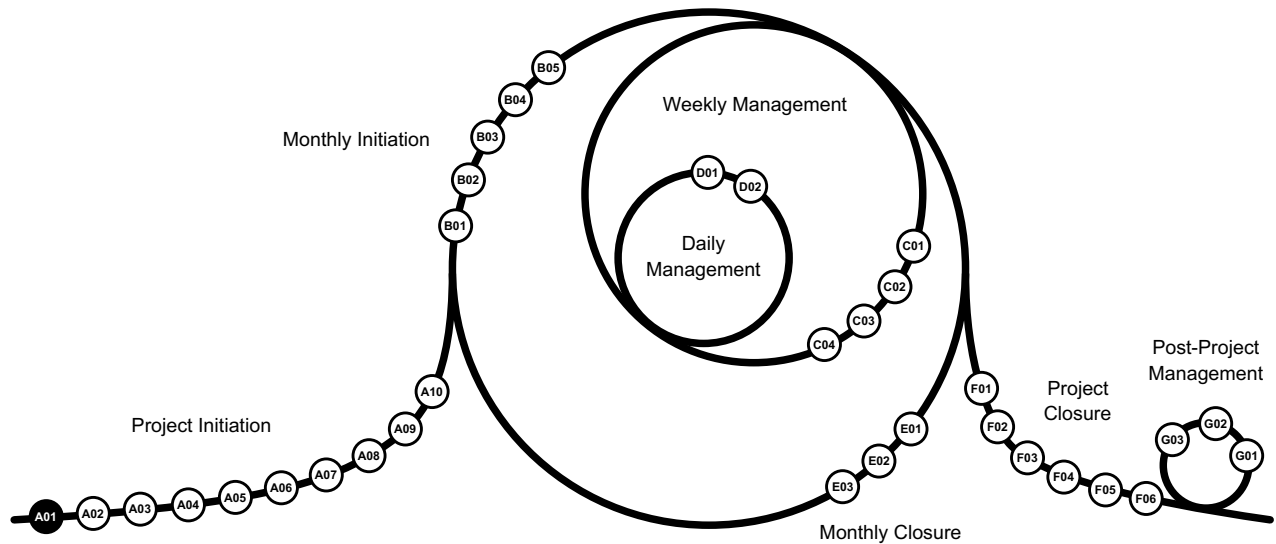 Project Initiation
A01
A02
A03
A04
A05
A06
A07
A08
A09
A10
Monthly Initiation
B01
B02
B03
B04
B05
Weekly Management
C01
C02
C03
C04
Daily
Management
D01
D02
Monthly Closure
E01
E02
E03
Project
Closure
F01
F02
F03
F04
F05
F06
Post-Project
Management
G01
G02
G03